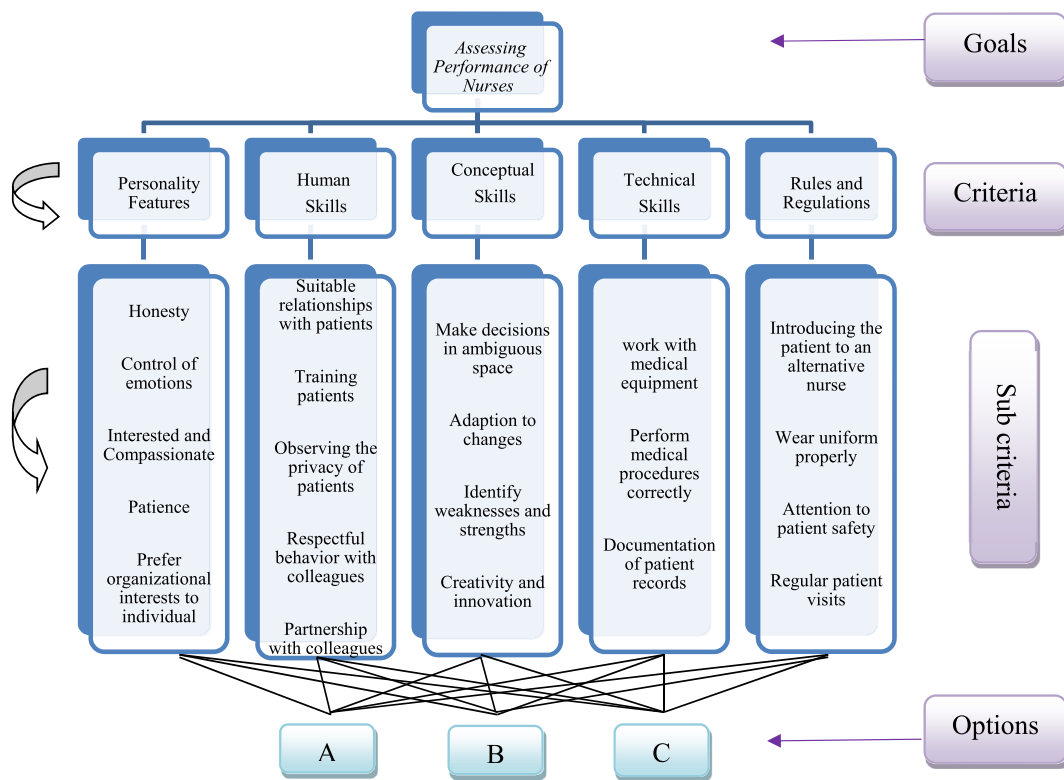 Assessing
Performance of
Nurses
Goals
Personality
Features
Human
Skills
Conceptual
Skills
Technical
Skills
Rules and
Regulations
Criteria
Honesty
Control of
emotions
Interested and
Compassionate
Patience
Prefer
organizational
interests to
individual
Suitable
relationships
with patients
Training
patients
Observing the
privacy of
patients
Respectful
behavior with
colleagues
Partnership
with colleagues
Make decisions
in ambiguous
space
Adaption to
changes
Identify
weaknesses and
strengths
Creativity and
innovation
work with
medical
equipment
Perform
medical
procedures
correctly
Documentation
of patient
records
Introducing the
patient to an
alternative
nurse
Wear uniform
properly
Attention to
patient safety
Regular patient
visits
Sub criteria
A
B
C
Options